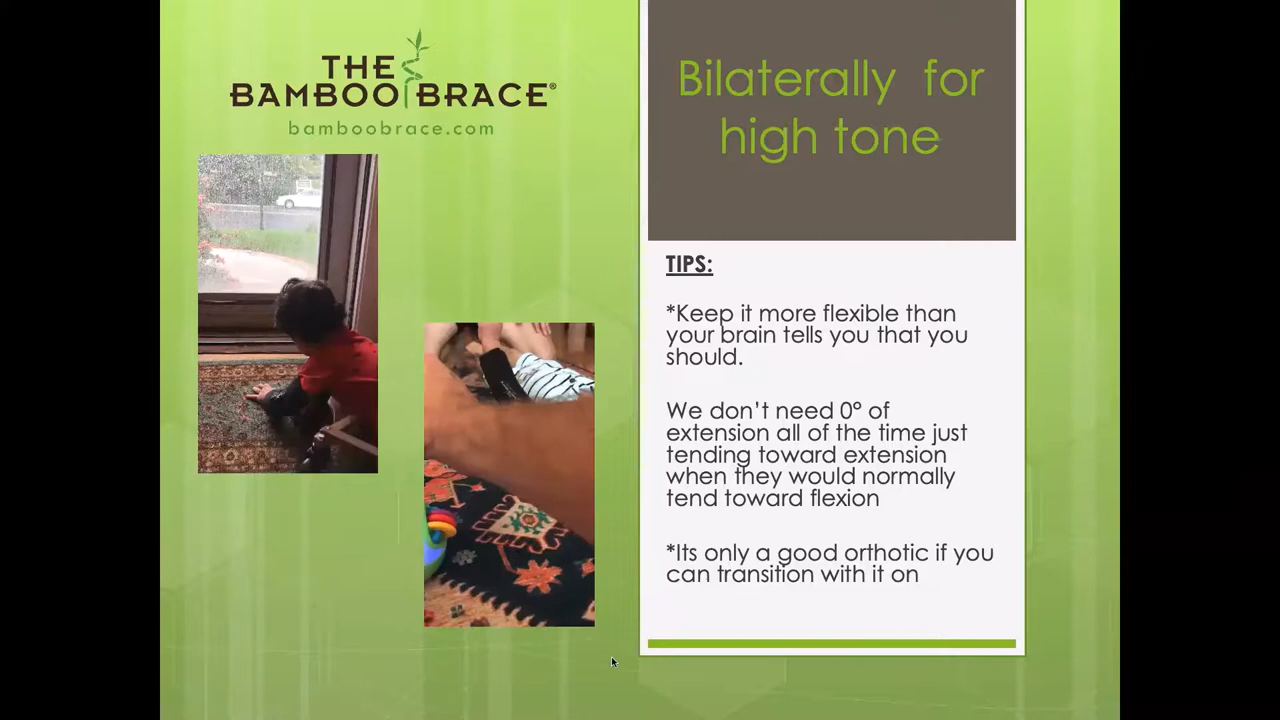 THE
BAMBOO BRACE®
bamboobrace.com
Bilaterally for
high tone
TIPS:
*Keep it more flexible than
your brain tells you that you
should.
We don't need 0° of
extension all of the time just
tending toward extension
when they would normally
tend toward flexion
*Its only a good orthotic if you
can transition with it on